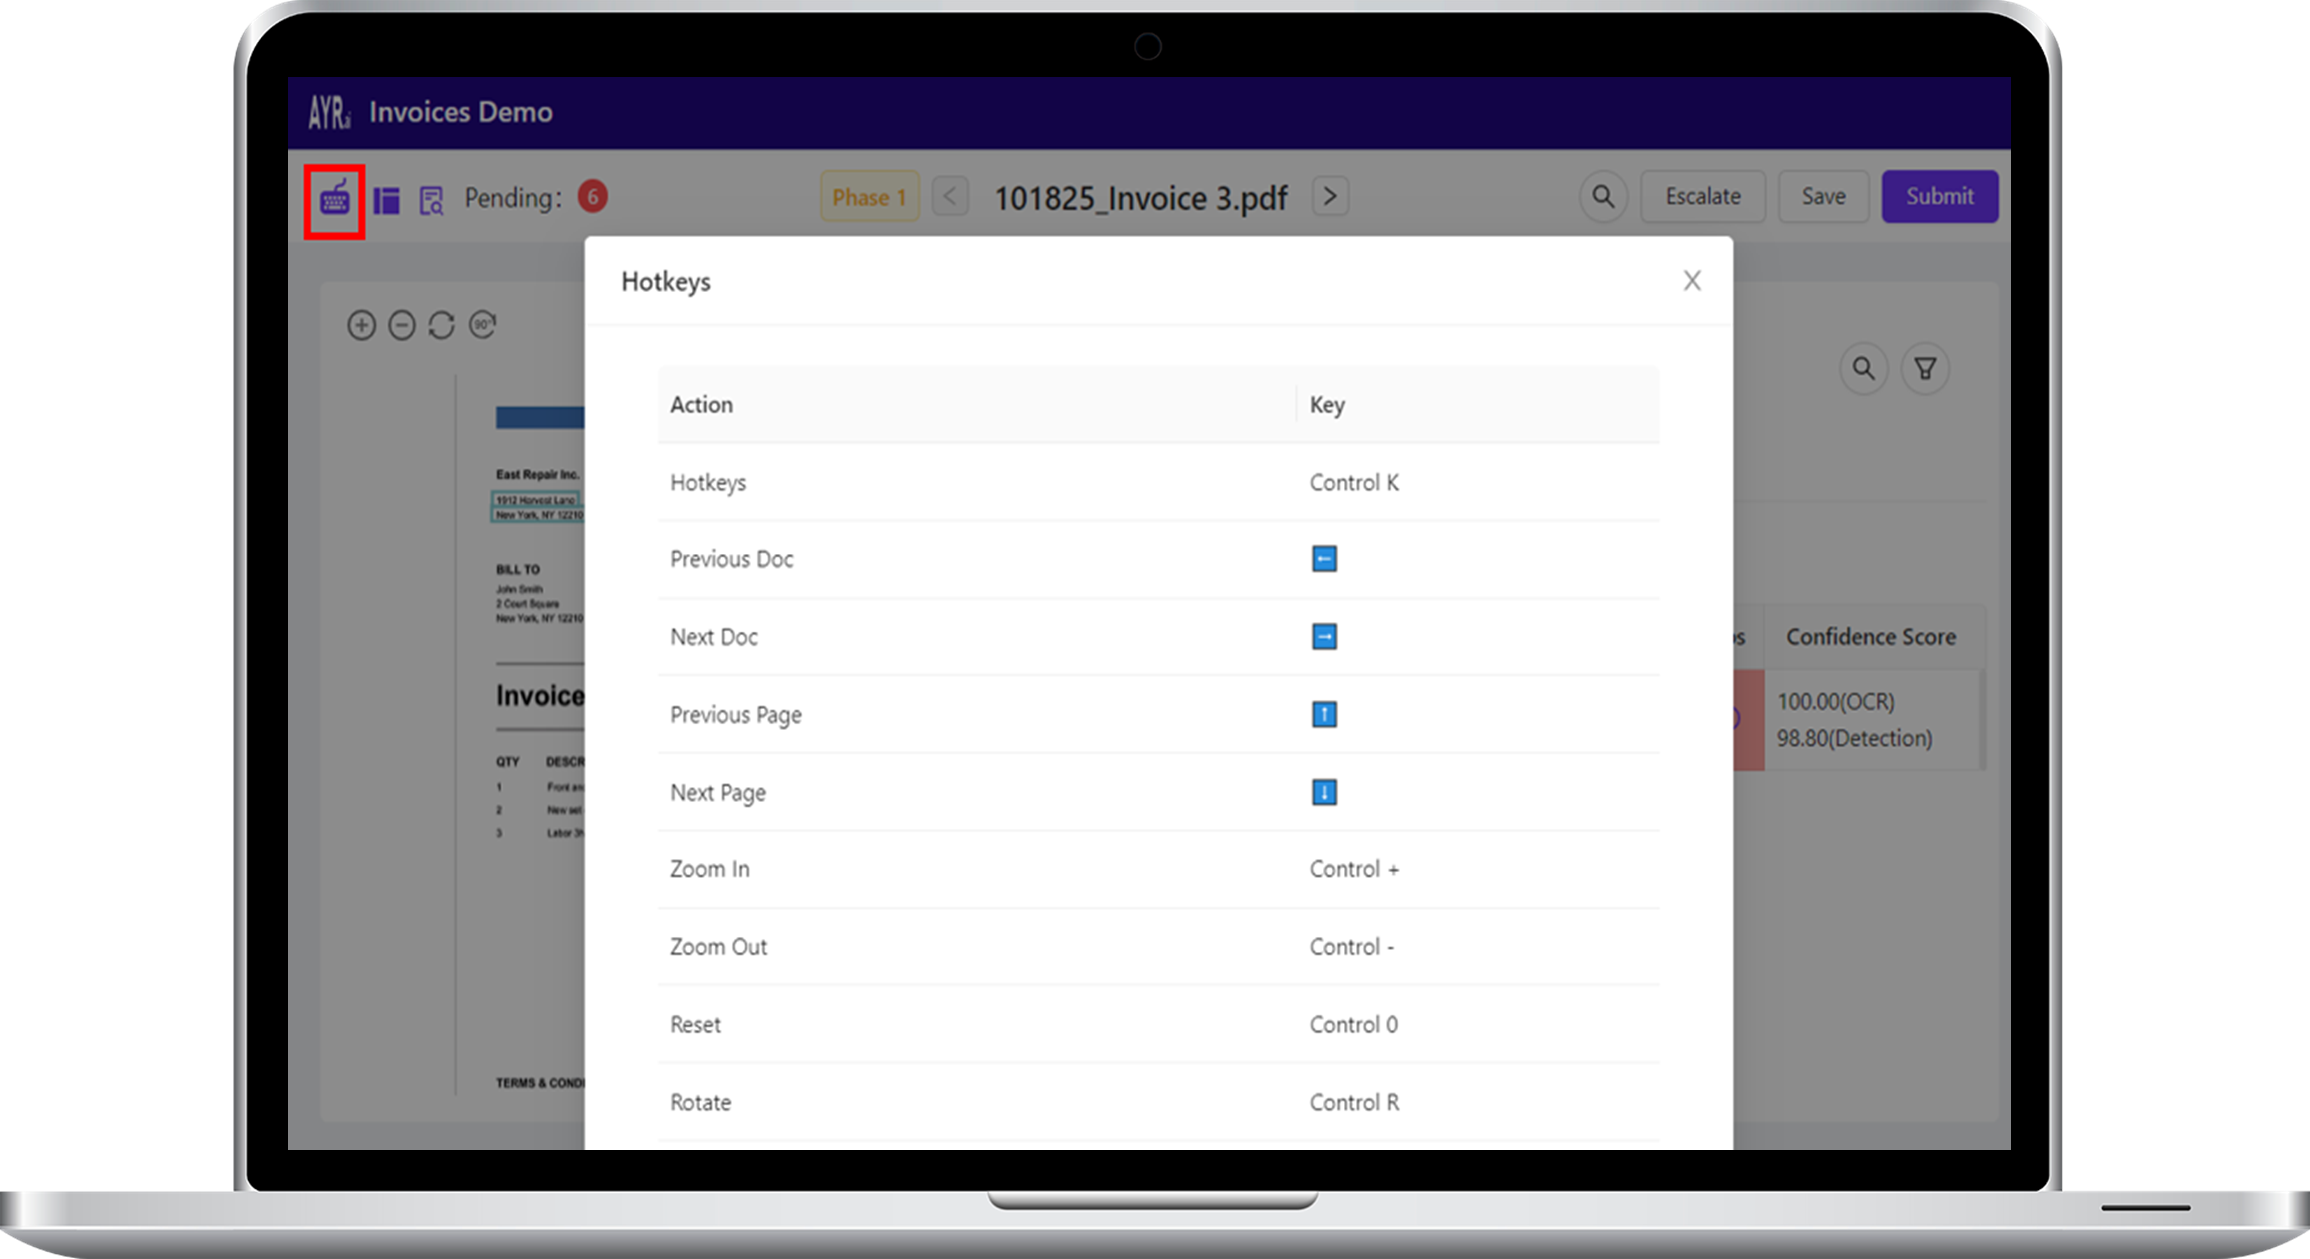 AYR.ai Invoices Demo
Pending: 6
Phase 1
< 101825_Invoice 3.pdf >
Escalate
Save
Submit
90°
Hotkeys X
Action Key
Hotkeys Control K
Previous Doc ←
Next Doc →
Previous Page ↑
Next Page ↓
Zoom In Control +
Zoom Out Control -
Reset Control 0
Rotate Control R
East Repair Inc.
1912 Harvest Lane
New York, NY 12210
BILL TO
John Smith
2 Court Square
New York, NY 12210
Invoice
QTY DESCR
1 Front an
2 New set
3 Labor 3h
TERMS & COND
Confidence Score
100.00(OCR)
98.80(Detection)